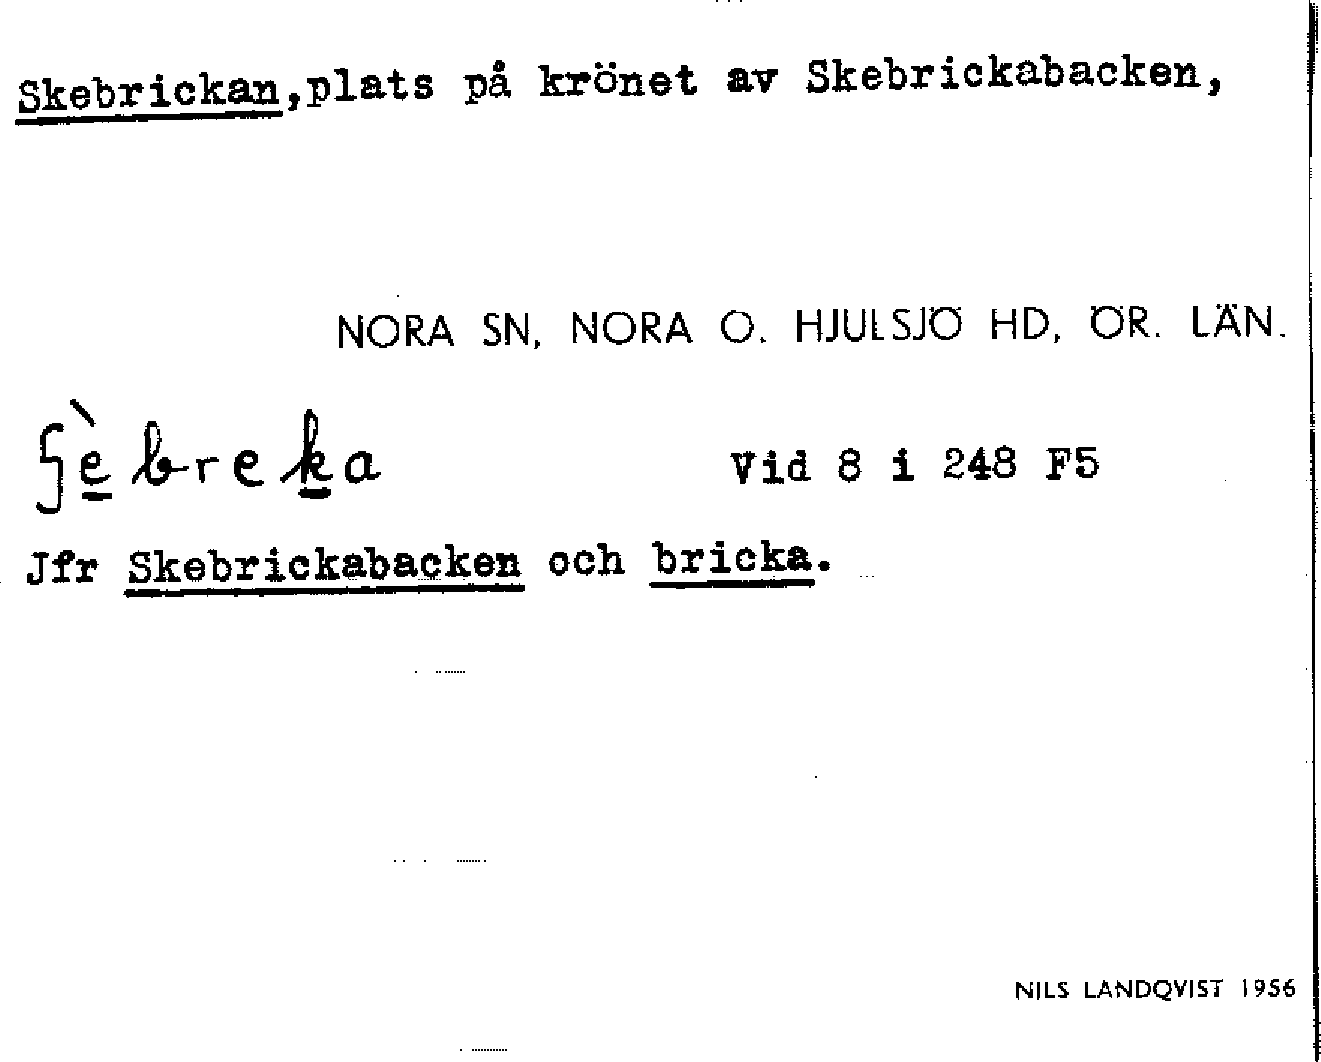 Skebrickan,plats på krönet av Skebrickabacken,
NORA SN, NORA O. HJULSJÖ HD, ÖR. LÄN.
Vid 8 i 248 F5
Jfr Skebrickabacken och bricka.
NILS LANDQVIST 1956